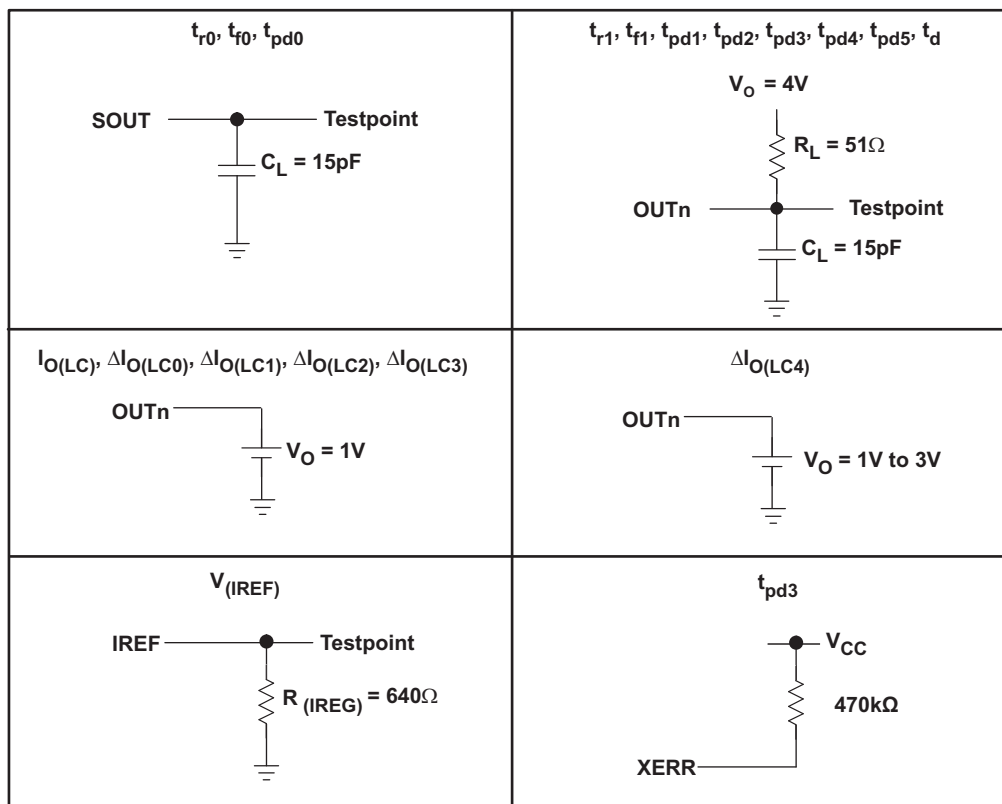 tr0, tf0, tpd0
SOUT
Testpoint
CL = 15pF
tr1, tf1, tpd1, tpd2, tpd3, tpd4, tpd5, td
VO = 4V
RL = 51Ω
OUTn
Testpoint
CL = 15pF
IO(LC), ΔIO(LC0), ΔIO(LC1), ΔIO(LC2), ΔIO(LC3)
OUTn
VO = 1V
ΔIO(LC4)
OUTn
VO = 1V to 3V
V(IREF)
IREF
Testpoint
R(IREG) = 640Ω
tpd3
VCC
470kΩ
XERR